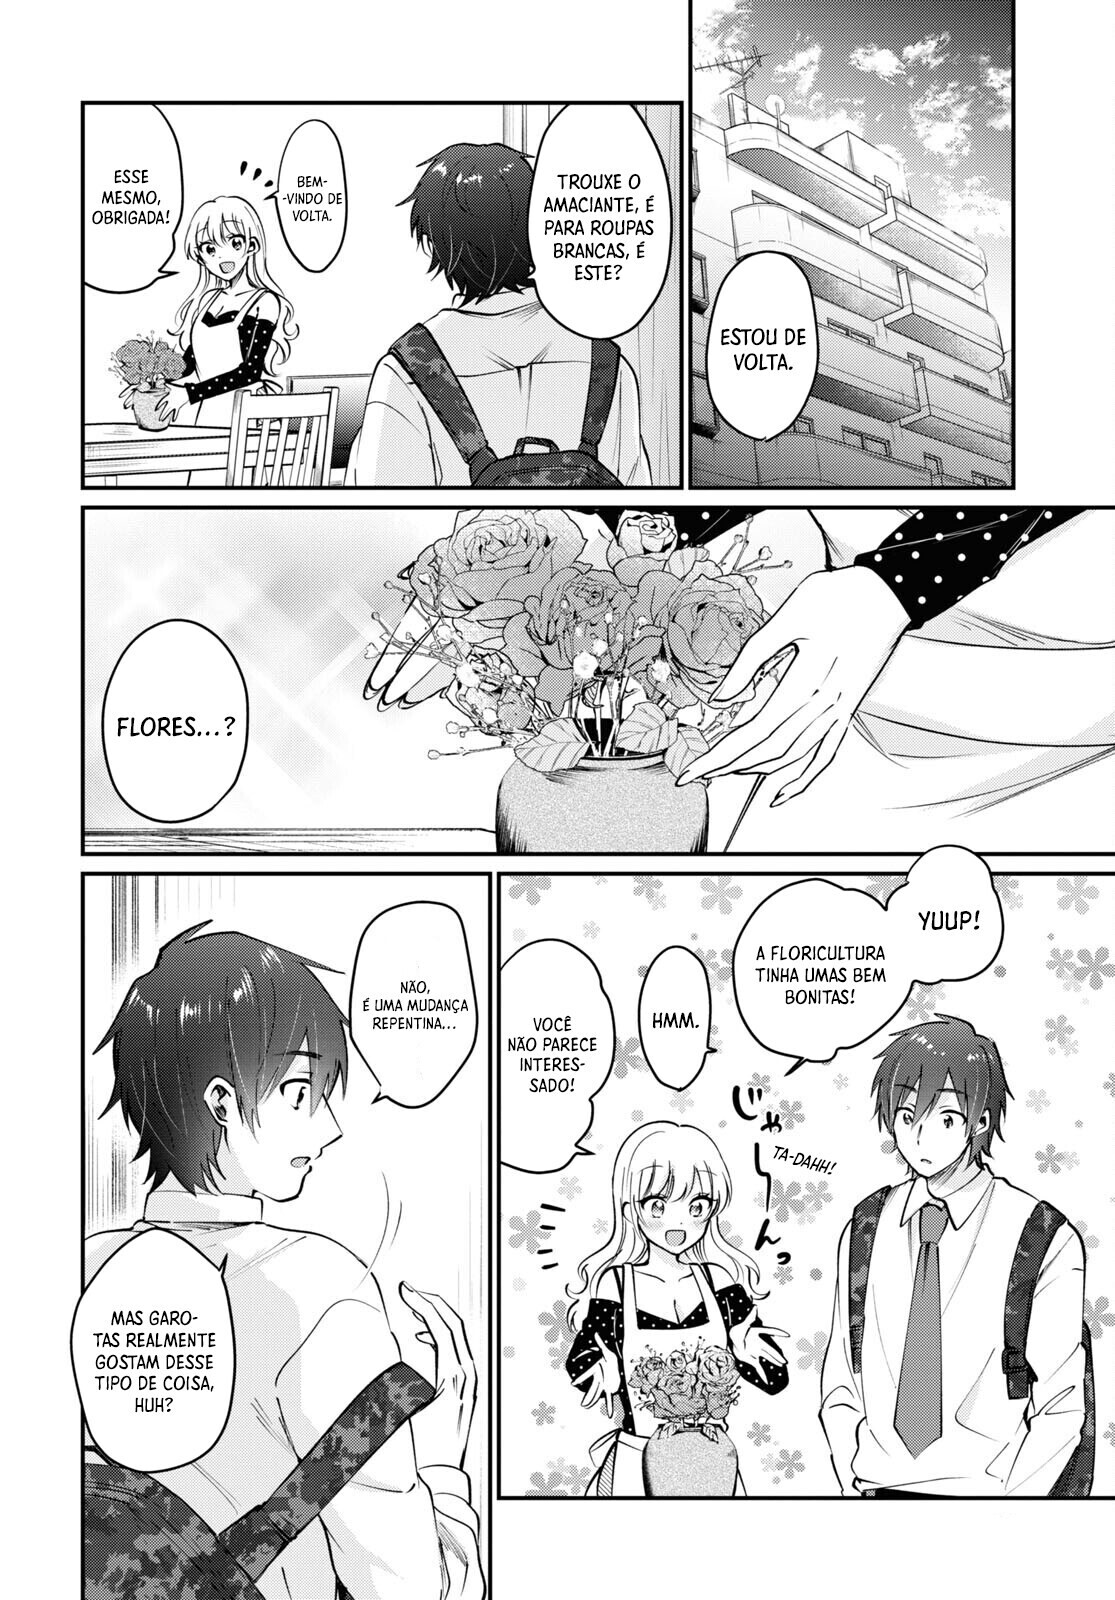 ESTOU DE
VOLTA.
TROUXE O
AMACIANTE, É
PARA ROUPAS
BRANCAS, É
ESTE?
BEM-
-VINDO DE
VOLTA.
ESSE
MESMO,
OBRIGADA!
FLORES...?
YUUP!
A FLORICULTURA
TINHA UMAS BEM
BONITAS!
じゃーんっ
TA-DAHH!
HMM.
VOCÊ
NÃO PARECE
INTERES-
SADO!
NÃO,
É UMA MUDANÇA
REPENTINA...
MAS GARO-
TAS REALMENTE
GOSTAM DESSE
TIPO DE COISA,
HUH?